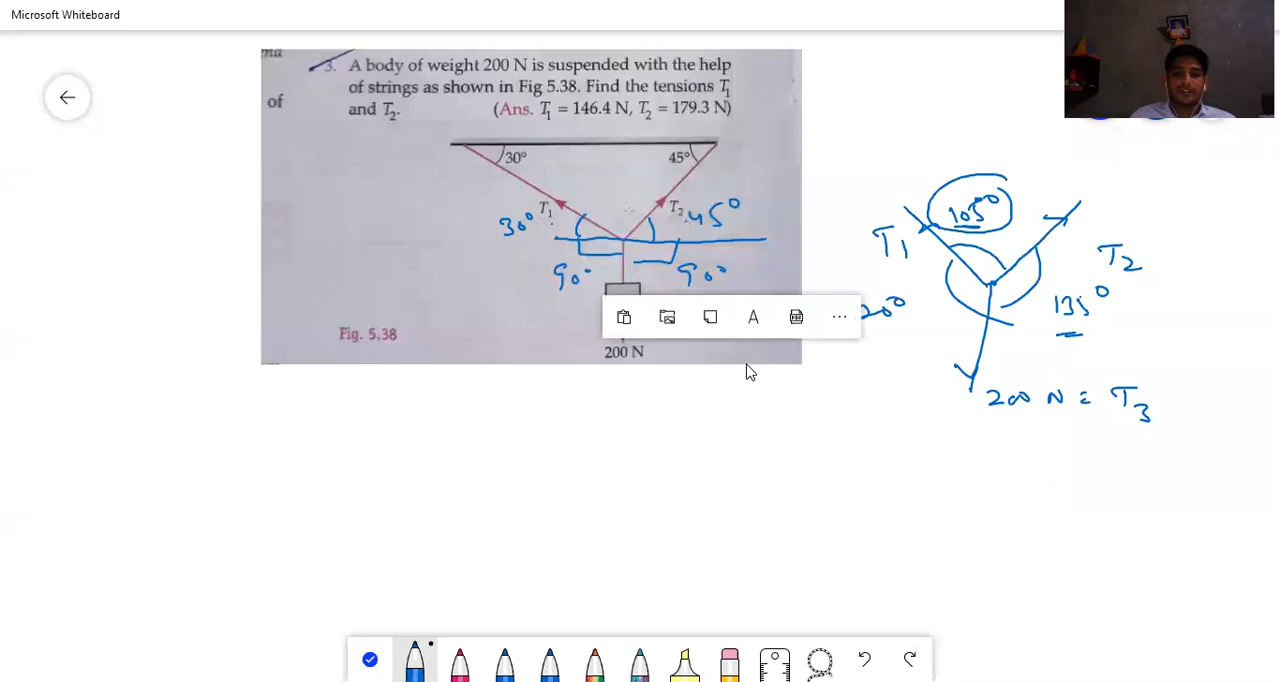 Microsoft Whiteboard
of
3. A body of weight 200 N is suspended with the help
of strings as shown in Fig 5.38. Find the tensions T₁
and T₂. (Ans. T₁ = 146.4 N, T₂ = 179.3 N)
30° 45°
T₁ T₂
30° 45°
90° 90°
Fig. 5.38
200 N
105°
T1 T2
20° 135°
200 N = T3
A